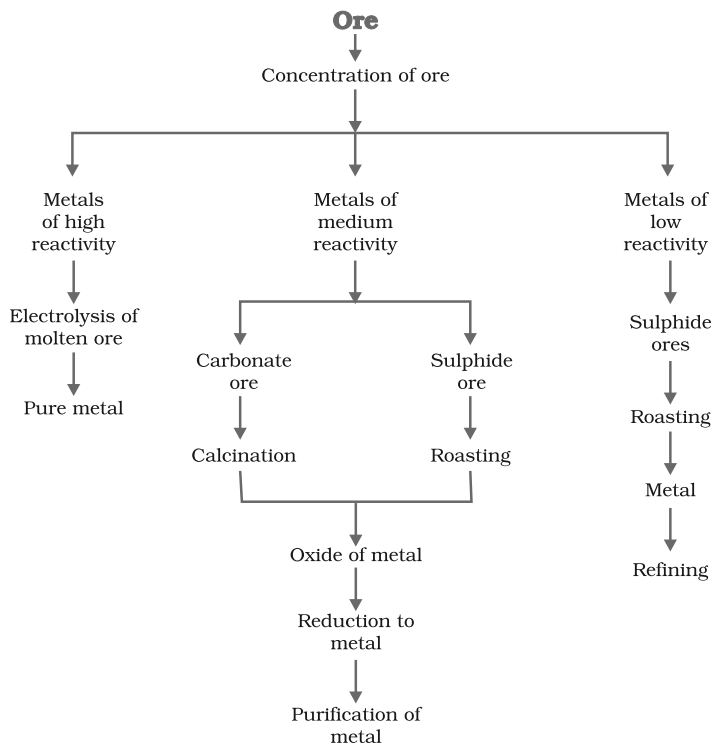 Ore
Concentration of ore
Metals
of high
reactivity
Electrolysis of
molten ore
Pure metal
Metals of
medium
reactivity
Carbonate
ore
Calcination
Sulphide
ore
Roasting
Oxide of metal
Reduction to
metal
Purification of
metal
Metals of
low
reactivity
Sulphide
ores
Roasting
Metal
Refining